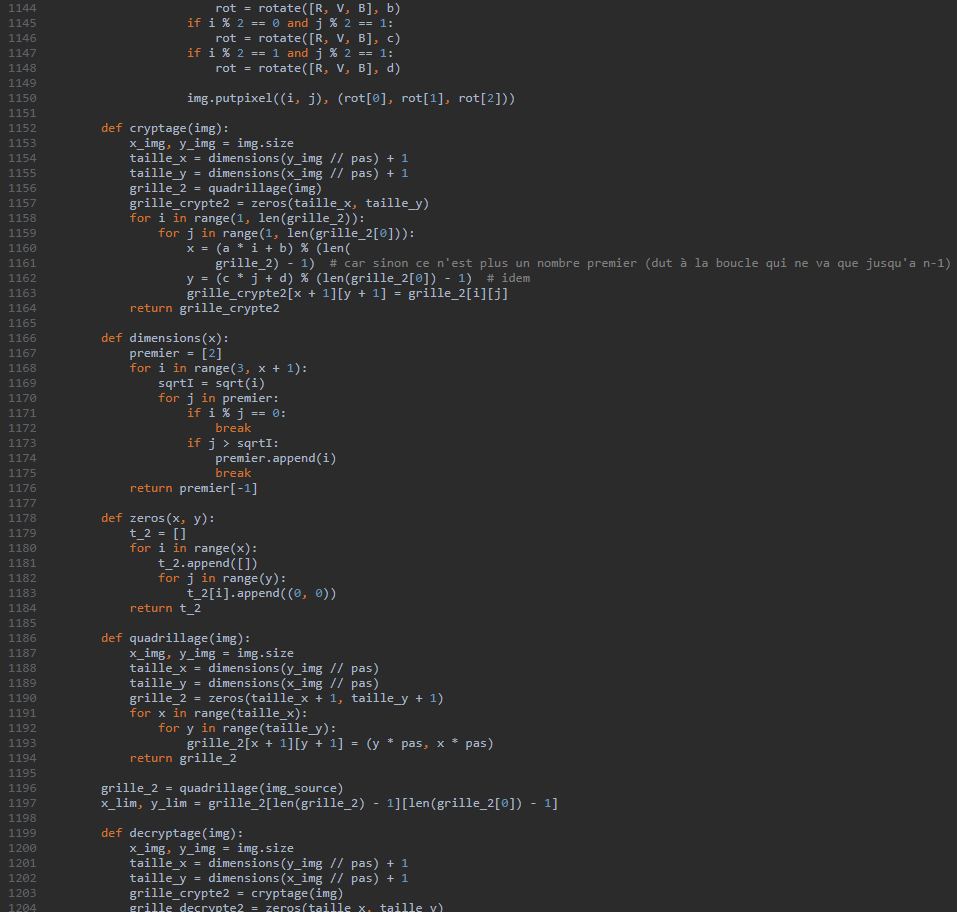 1144 rot = rotate([R, V, B], b)
1145 if i % 2 == 0 and j % 2 == 1:
1146 rot = rotate([R, V, B], c)
1147 if i % 2 == 1 and j % 2 == 1:
1148 rot = rotate([R, V, B], d)
1149
1150 img.putpixel((i, j), (rot[0], rot[1], rot[2]))
1151
1152 def cryptage(img):
1153 x_img, y_img = img.size
1154 taille_x = dimensions(y_img // pas) + 1
1155 taille_y = dimensions(x_img // pas) + 1
1156 grille_2 = quadrillage(img)
1157 grille_crypte2 = zeros(taille_x, taille_y)
1158 for i in range(1, len(grille_2)):
1159 for j in range(1, len(grille_2[0])):
1160 x = (a * i + b) % (len(
1161 grille_2) - 1)  # car sinon ce n'est plus un nombre premier (dut à la boucle qui ne va que jusqu'a n-1)
1162 y = (c * j + d) % (len(grille_2[0]) - 1)  # idem
1163 grille_crypte2[x + 1][y + 1] = grille_2[i][j]
1164 return grille_crypte2
1165
1166 def dimensions(x):
1167 premier = [2]
1168 for i in range(3, x + 1):
1169 sqrtI = sqrt(i)
1170 for j in premier:
1171 if i % j == 0:
1172 break
1173 if j > sqrtI:
1174 premier.append(i)
1175 break
1176 return premier[-1]
1177
1178 def zeros(x, y):
1179 t_2 = []
1180 for i in range(x):
1181 t_2.append([])
1182 for j in range(y):
1183 t_2[i].append((0, 0))
1184 return t_2
1185
1186 def quadrillage(img):
1187 x_img, y_img = img.size
1188 taille_x = dimensions(y_img // pas)
1189 taille_y = dimensions(x_img // pas)
1190 grille_2 = zeros(taille_x + 1, taille_y + 1)
1191 for x in range(taille_x):
1192 for y in range(taille_y):
1193 grille_2[x + 1][y + 1] = (y * pas, x * pas)
1194 return grille_2
1195
1196 grille_2 = quadrillage(img_source)
1197 x_lim, y_lim = grille_2[len(grille_2) - 1][len(grille_2[0]) - 1]
1198
1199 def decryptage(img):
1200 x_img, y_img = img.size
1201 taille_x = dimensions(y_img // pas) + 1
1202 taille_y = dimensions(x_img // pas) + 1
1203 grille_crypte2 = cryptage(img)
1204 grille_decrypte2 = zeros(taille_x, taille_y)